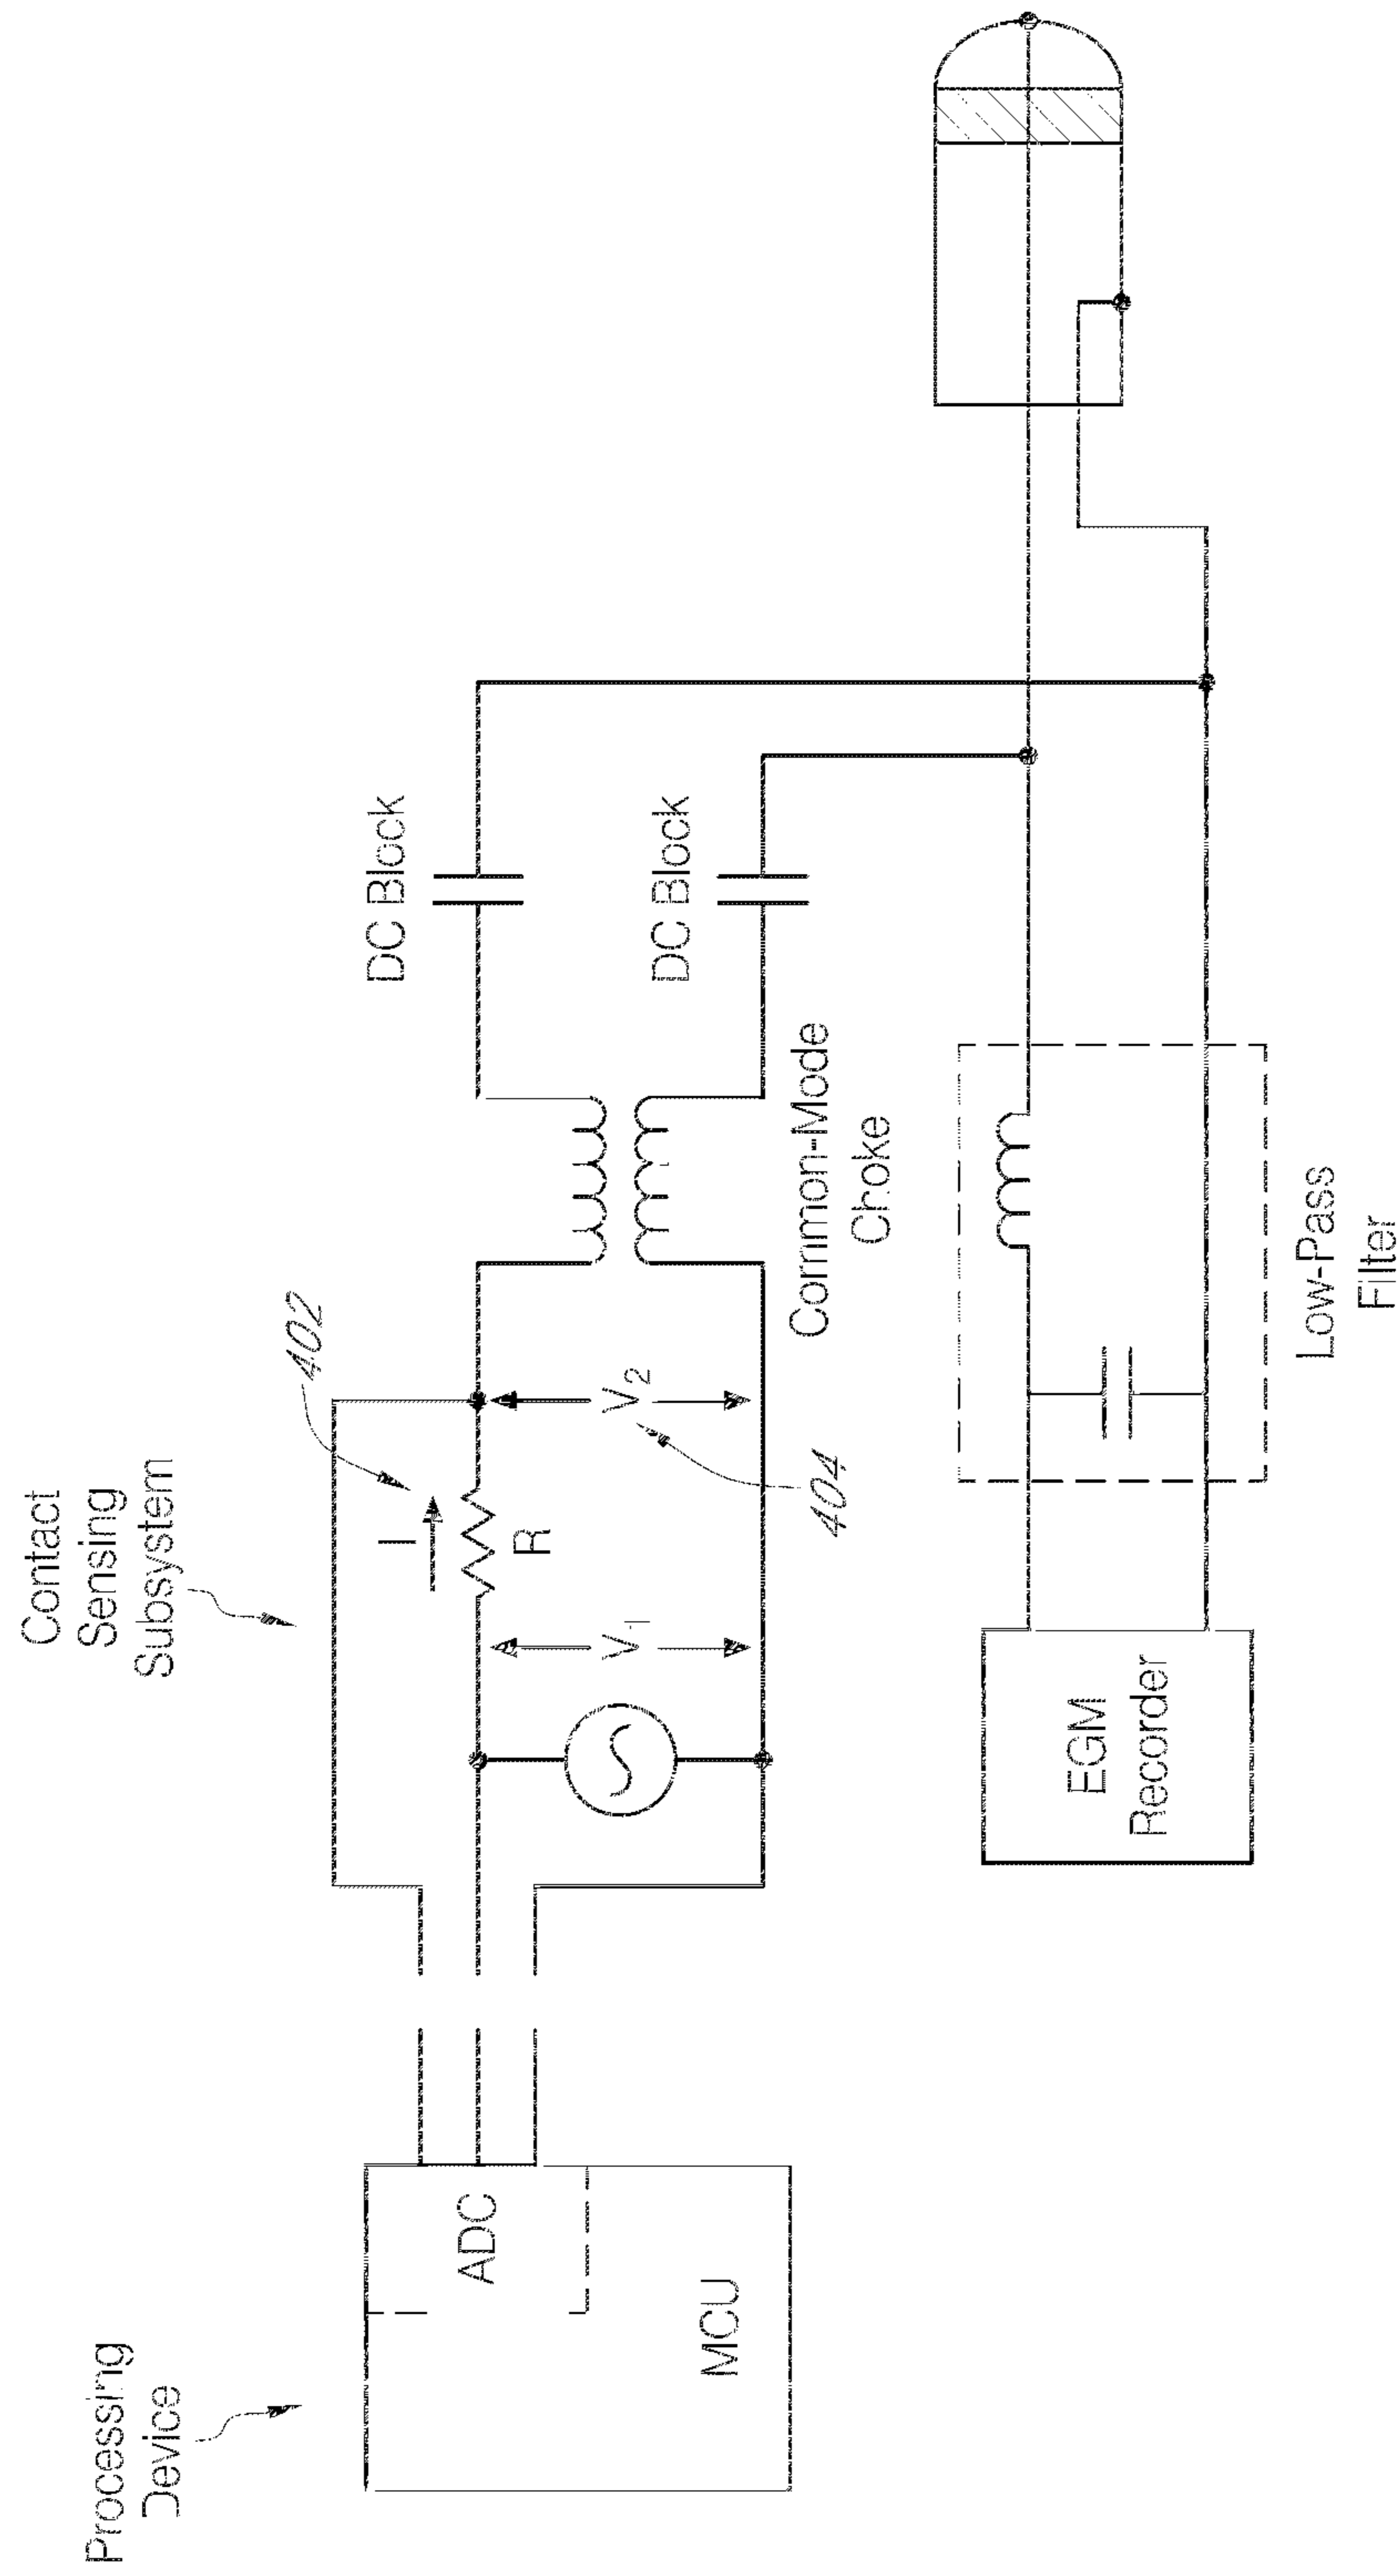 Processing
Device
ADC
MCU
Contact
Sensing
Subsystem
402
I
R
V1
V2
404
Common-Mode
Choke
DC Block
DC Block
EGM
Recorder
Low-Pass
Filter